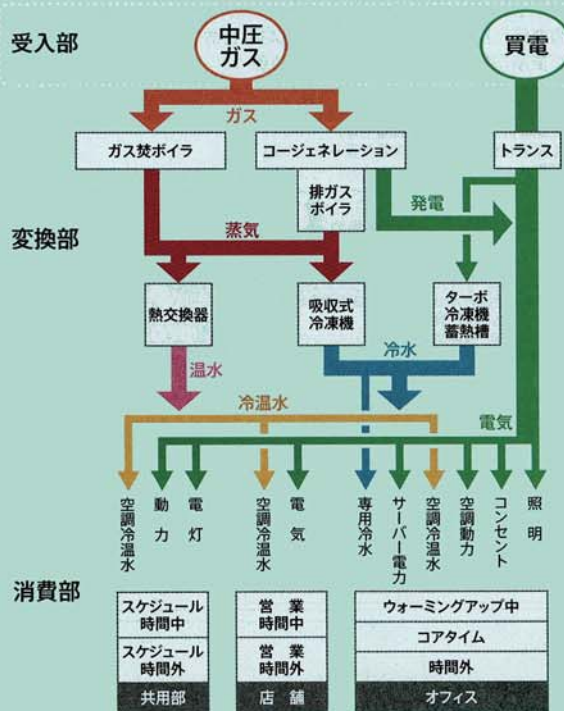 受入部
中圧
ガス
買電
ガス
ガス焚ボイラ
コージェネレーション
トランス
排ガス
ボイラ
発電
蒸気
変換部
熱交換器
吸収式
冷凍機
ターボ
冷凍機
蓄熱槽
温水
冷水
冷温水
電気
空調冷温水
動力
電灯
空調冷温水
電気
専用冷水
サーバー電力
空調冷温水
空調動力
コンセント
照明
消費部
スケジュール
時間中
スケジュール
時間外
共用部
営業
時間中
営業
時間外
店舗
ウォーミングアップ中
コアタイム
時間外
オフィス